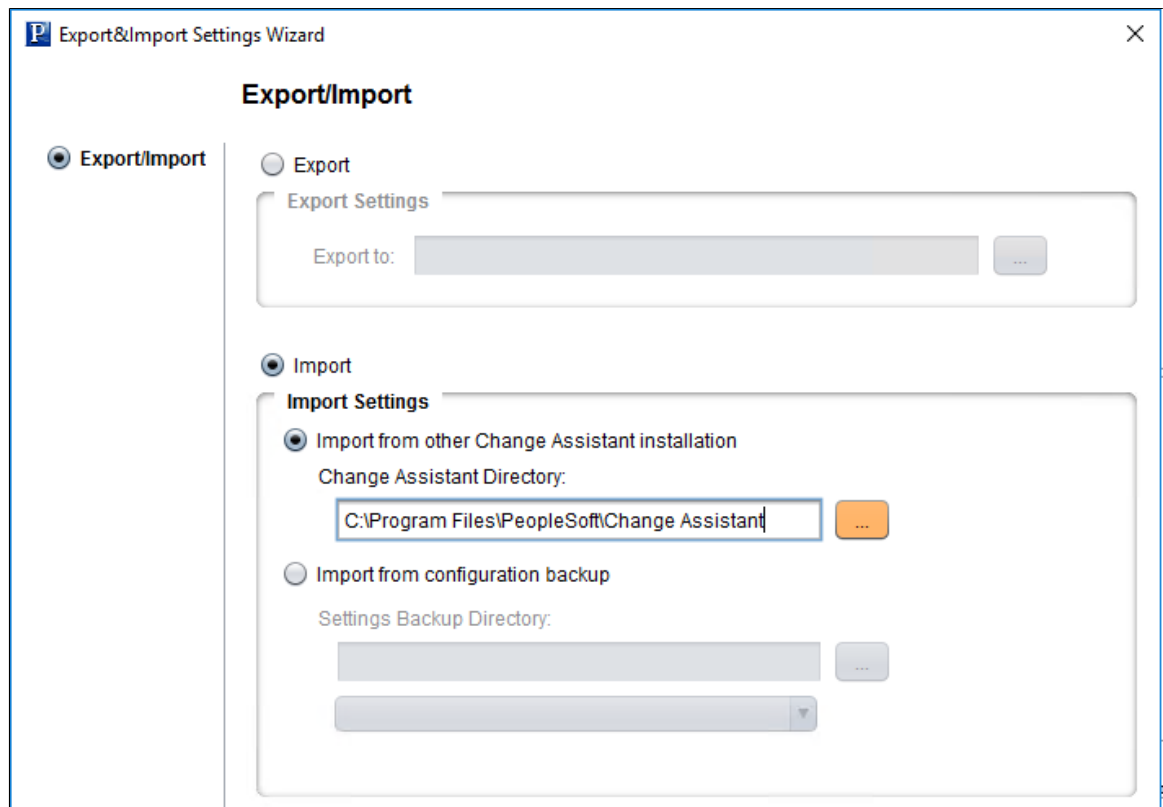 Export&Import Settings Wizard
Export/Import
Export/Import
Export
Export Settings
Export to:
...
Import
Import Settings
Import from other Change Assistant installation
Change Assistant Directory:
C:\Program Files\PeopleSoft\Change Assistant
...
Import from configuration backup
Settings Backup Directory:
...